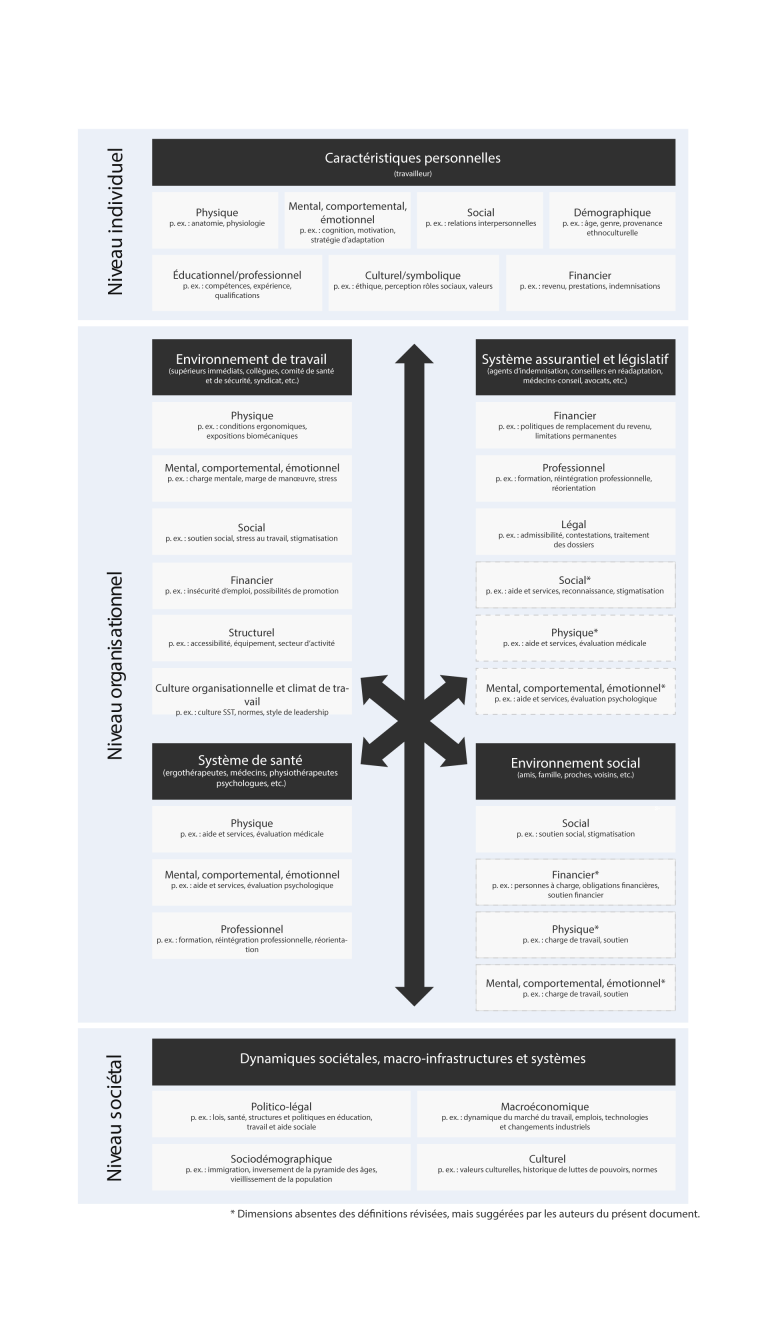 Niveau individuel
Caractéristiques personnelles
(travailleur)
Physique
p. ex. : anatomie, physiologie
Mental, comportemental,
émotionnel
p. ex. : cognition, motivation,
stratégie d'adaptation
Social
p. ex. : relations interpersonnelles
Démographique
p. ex. : âge, genre, provenance
ethnoculturelle
Éducationnel/professionnel
p. ex. : compétences, expérience,
qualifications
Culturel/symbolique
p. ex. : éthique, perception rôles sociaux, valeurs
Financier
p. ex. : revenu, prestations, indemnisations
Niveau organisationnel
Environnement de travail
(supérieurs immédiats, collègues, comité de santé
et de sécurité, syndicat, etc.)
Physique
p. ex. : conditions ergonomiques,
expositions biomécaniques
Mental, comportemental, émotionnel
p. ex. : charge mentale, marge de manœuvre, stress
Social
p. ex. : soutien social, stress au travail, stigmatisation
Financier
p. ex. : insécurité d'emploi, possibilités de promotion
Structurel
p. ex. : accessibilité, équipement, secteur d'activité
Culture organisationnelle et climat de tra-
vail
p. ex. : culture SST, normes, style de leadership
Système assurantiel et législatif
(agents d'indemnisation, conseillers en réadaptation,
médecins-conseil, avocats, etc.)
Financier
p. ex. : politiques de remplacement du revenu,
limitations permanentes
Professionnel
p. ex. : formation, réintégration professionnelle,
réorientation
Légal
p. ex. : admissibilité, contestations, traitement
des dossiers
Social*
p. ex. : aide et services, reconnaissance, stigmatisation
Physique*
p. ex. : aide et services, évaluation médicale
Mental, comportemental, émotionnel*
p. ex. : aide et services, évaluation psychologique
Système de santé
(ergothérapeutes, médecins, physiothérapeutes
psychologues, etc.)
Physique
p. ex. : aide et services, évaluation médicale
Mental, comportemental, émotionnel
p. ex. : aide et services, évaluation psychologique
Professionnel
p. ex. : formation, réintégration professionnelle, réorienta-
tion
Environnement social
(amis, famille, proches, voisins, etc.)
Social
p. ex. : soutien social, stigmatisation
Financier*
p. ex. : personnes à charge, obligations financières,
soutien financier
Physique*
p. ex. : charge de travail, soutien
Mental, comportemental, émotionnel*
p. ex. : charge de travail, soutien
Niveau sociétal
Dynamiques sociétales, macro-infrastructures et systèmes
Politico-légal
p. ex. : lois, santé, structures et politiques en éducation,
travail et aide sociale
Macroéconomique
p. ex. : dynamique du marché du travail, emplois, technologies
et changements industriels
Sociodémographique
p. ex. : immigration, inversement de la pyramide des âges,
vieillissement de la population
Culturel
p. ex. : valeurs culturelles, historique de luttes de pouvoirs, normes
* Dimensions absentes des définitions révisées, mais suggérées par les auteurs du présent document.